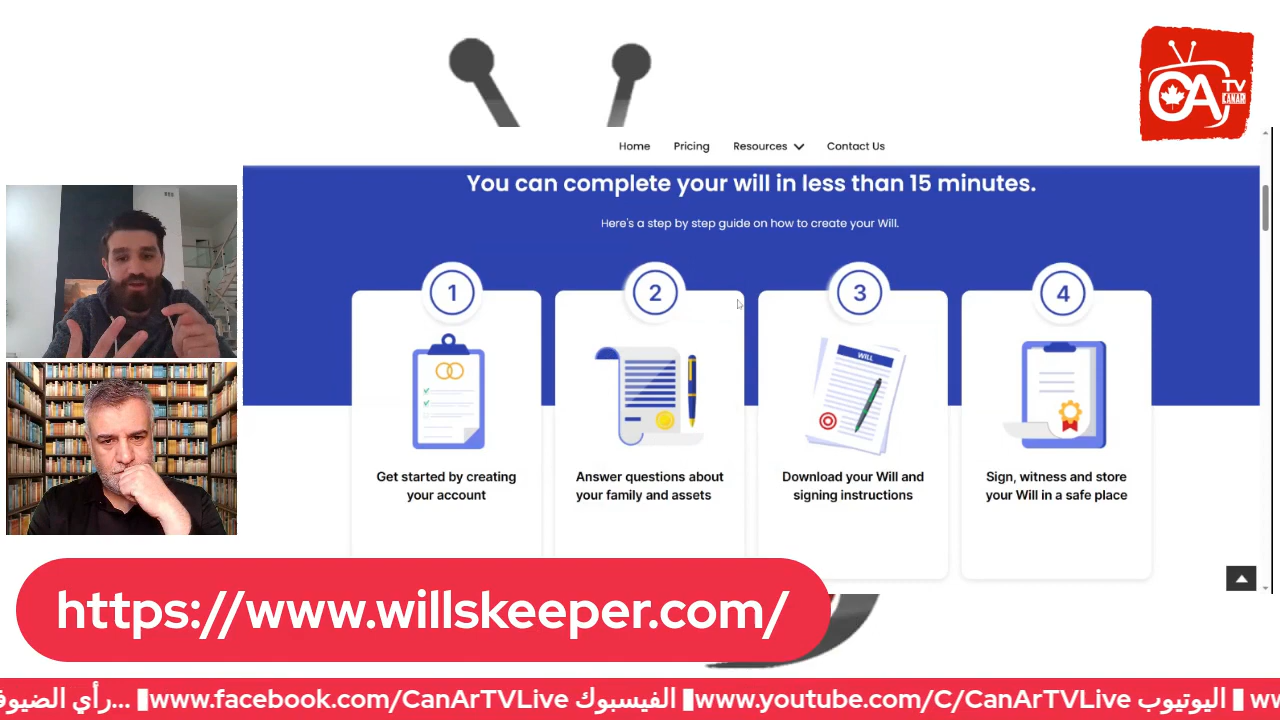 CA TV
CANAR
Home Pricing Resources Contact Us
You can complete your will in less than 15 minutes.
Here's a step by step guide on how to create your Will.
1
2
3
4
WILL
Get started by creating
your account
Answer questions about
your family and assets
Download your Will and
signing instructions
Sign, witness and store
your Will in a safe place
https://www.willskeeper.com/
رأي الضيوف... www.facebook.com/CanArTVLive الفيسبوك www.youtube.com/C/CanArTVLive اليوتيوب